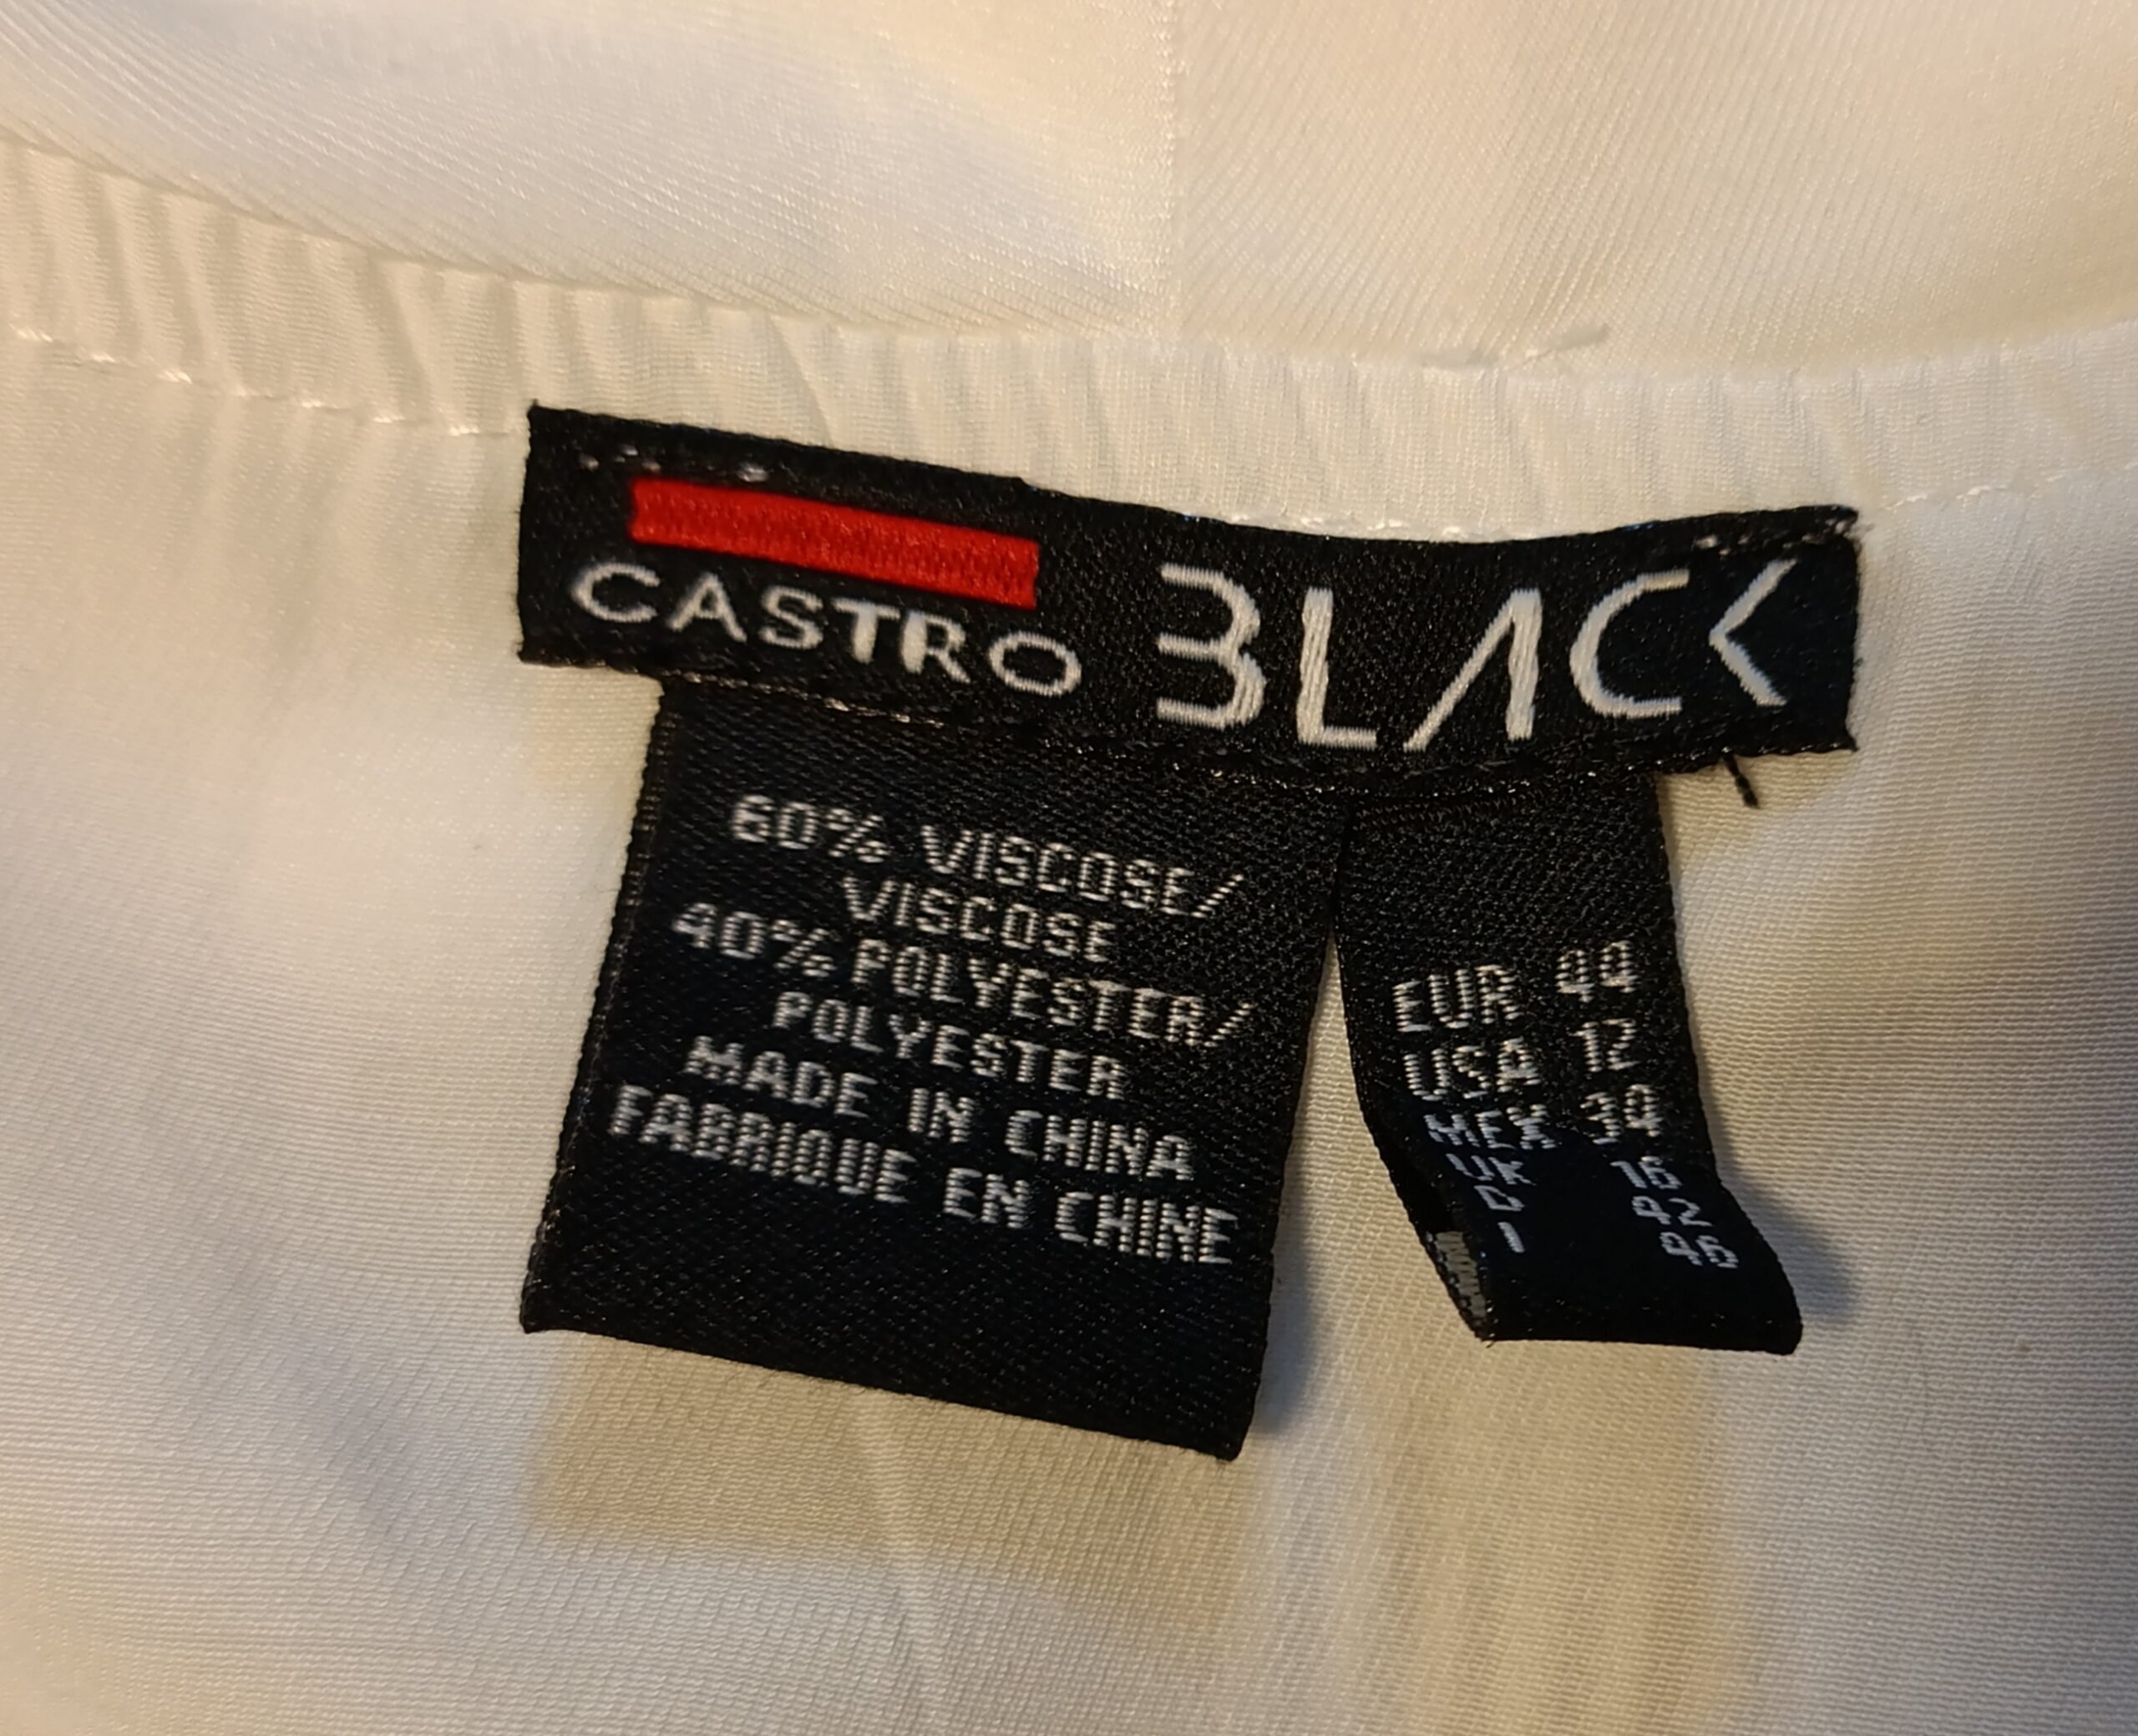 CASTRO BLACK
60% VISCOSE/
VISCOSE
40% POLYESTER/
POLYESTER
MADE IN CHINA
FABRIQUE EN CHINE
EUR 44
USA 12
MEX 34
UK 16
D 42
I 46